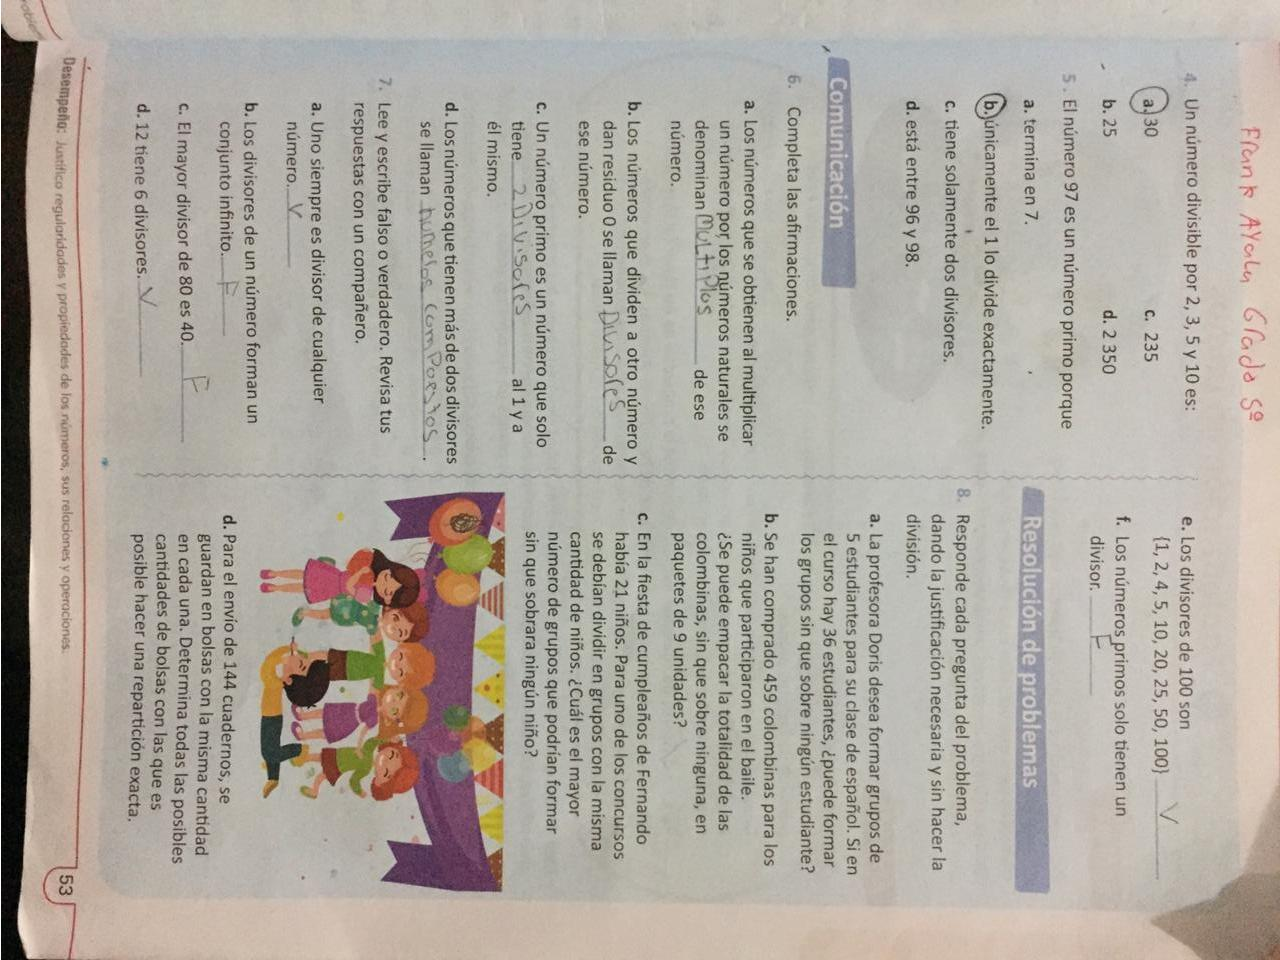 Frank Ayala Grado 5º
4. Un número divisible por 2, 3, 5 y 10 es:
a. 30 c. 235
b. 25 d. 2 350
5. El número 97 es un número primo porque
a. termina en 7.
b. únicamente el 1 lo divide exactamente.
c. tiene solamente dos divisores.
d. está entre 96 y 98.
Comunicación
6. Completa las afirmaciones.
a. Los números que se obtienen al multiplicar
un número por los números naturales se
denominan Multiplos de ese
número.
b. Los números que dividen a otro número y
dan residuo 0 se llaman Divisores de
ese número.
c. Un número primo es un número que solo
tiene 2 Divisores al 1 y a
él mismo.
d. Los números que tienen más de dos divisores
se llaman numeros compoestos.
7. Lee y escribe falso o verdadero. Revisa tus
respuestas con un compañero.
a. Uno siempre es divisor de cualquier
número. V
b. Los divisores de un número forman un
conjunto infinito. F
c. El mayor divisor de 80 es 40. F
d. 12 tiene 6 divisores. V
e. Los divisores de 100 son
{1, 2, 4, 5, 10, 20, 25, 50, 100} V
f. Los números primos solo tienen un
divisor. F
Resolución de problemas
8. Responde cada pregunta del problema,
dando la justificación necesaria y sin hacer la
división.
a. La profesora Doris desea formar grupos de
5 estudiantes para su clase de español. Si en
el curso hay 36 estudiantes, ¿puede formar
los grupos sin que sobre ningún estudiante?
b. Se han comprado 459 colombinas para los
niños que participaron en el baile.
¿Se puede empacar la totalidad de las
colombinas, sin que sobre ninguna, en
paquetes de 9 unidades?
c. En la fiesta de cumpleaños de Fernando
había 21 niños. Para uno de los concursos
se debían dividir en grupos con la misma
cantidad de niños. ¿Cuál es el mayor
número de grupos que podrían formar
sin que sobrara ningún niño?
d. Para el envío de 144 cuadernos, se
guardan en bolsas con la misma cantidad
en cada una. Determina todas las posibles
cantidades de bolsas con las que es
posible hacer una repartición exacta.
Desempeño: Justifico regularidades y propiedades de los números, sus relaciones y operaciones.
53